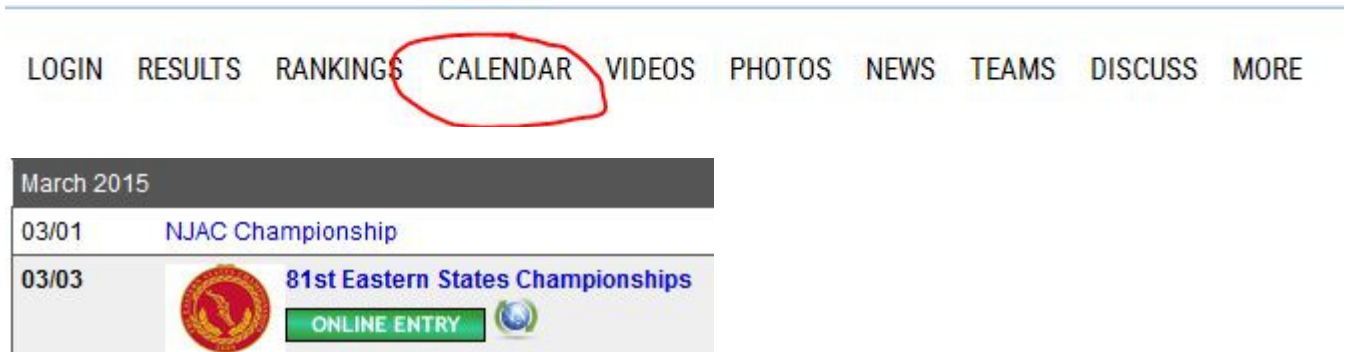 LOGIN RESULTS RANKINGS CALENDAR VIDEOS PHOTOS NEWS TEAMS DISCUSS MORE
March 2015
03/01 NJAC Championship
03/03 81st Eastern States Championships
ONLINE ENTRY